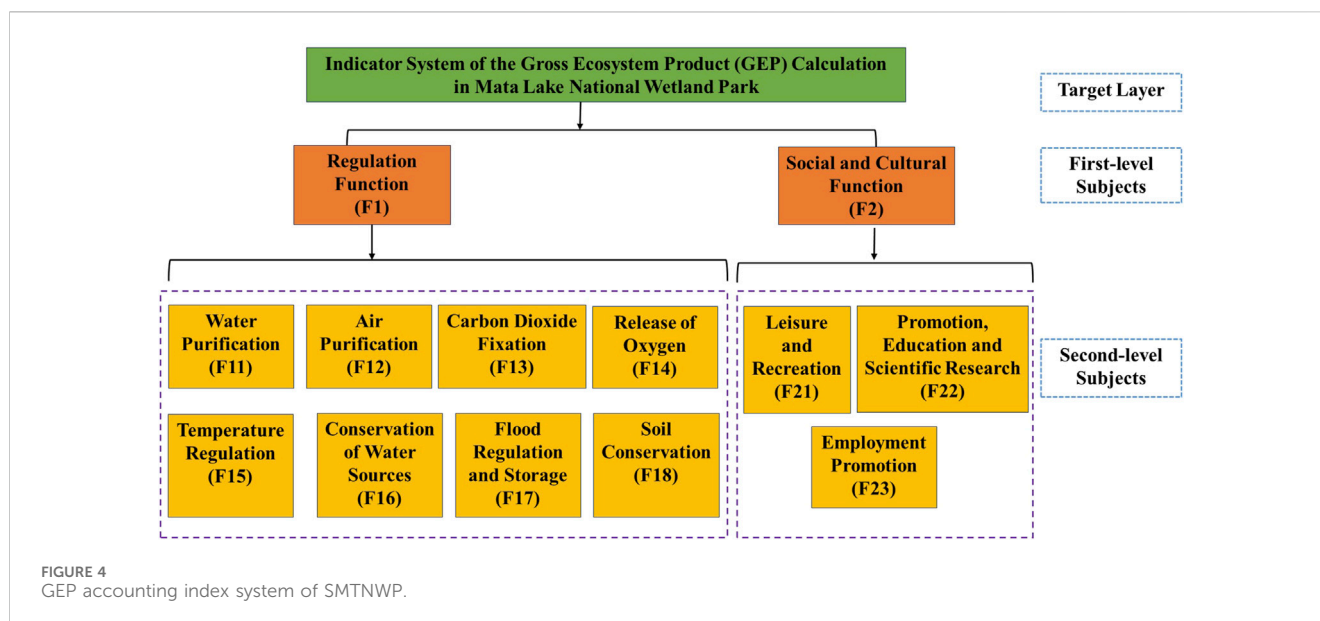 Indicator System of the Gross Ecosystem Product (GEP) Calculation
in Mata Lake National Wetland Park
Target Layer
Regulation
Function
(F1)
Social and Cultural
Function
(F2)
First-level
Subjects
Water
Purification
(F11)
Air
Purification
(F12)
Carbon Dioxide
Fixation
(F13)
Release of
Oxygen
(F14)
Temperature
Regulation
(F15)
Conservation
of Water
Sources
(F16)
Flood
Regulation
and Storage
(F17)
Soil
Conservation
(F18)
Leisure
and
Recreation
(F21)
Promotion,
Education and
Scientific Research
(F22)
Employment
Promotion
(F23)
Second-level
Subjects
FIGURE 4
GEP accounting index system of SMTNWP.